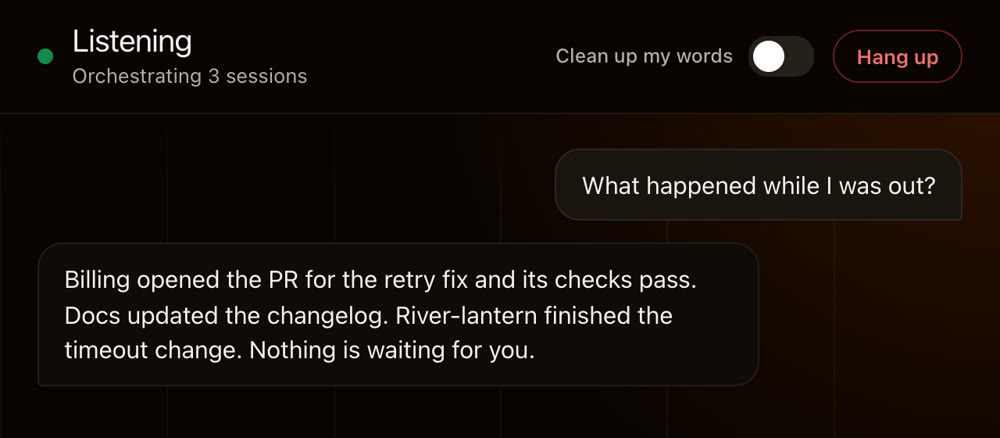 Listening
Orchestrating 3 sessions
Clean up my words
Hang up
What happened while I was out?
Billing opened the PR for the retry fix and its checks pass.
Docs updated the changelog. River-lantern finished the
timeout change. Nothing is waiting for you.